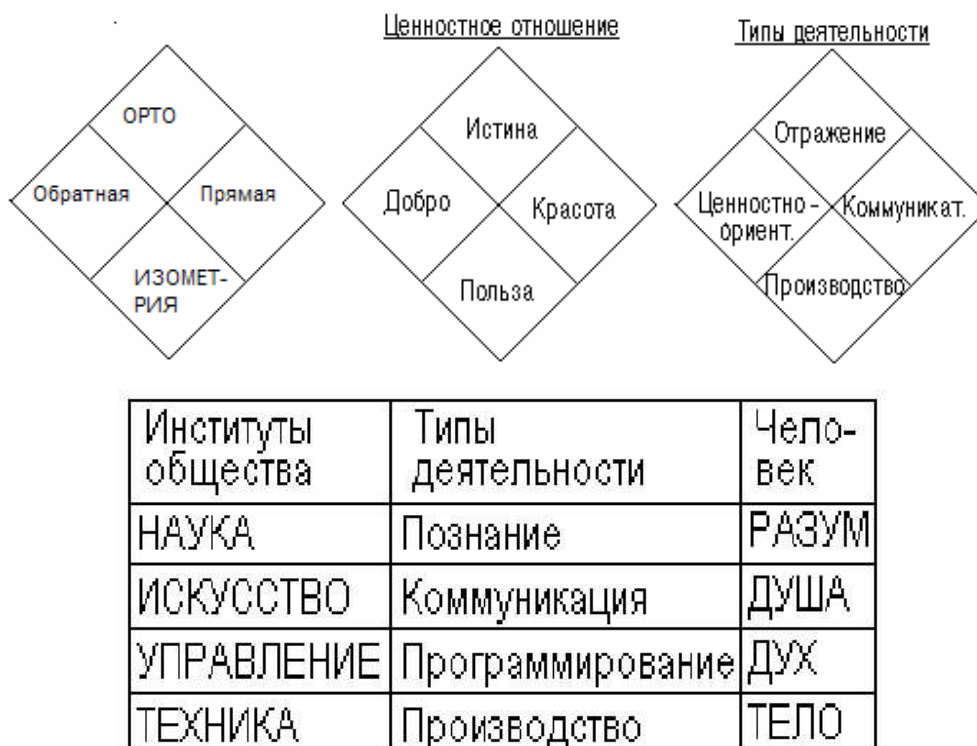 Ценностное отношение
Типы деятельности
ОРТО
Обратная
Прямая
ИЗОМЕТ-
РИЯ
Истина
Добро
Красота
Польза
Отражение
Ценностно-
ориент.
Коммуникат.
Производство
Институты
общества
Типы
деятельности
Чело-
век
НАУКА
Познание
РАЗУМ
ИСКУССТВО
Коммуникация
ДУША
УПРАВЛЕНИЕ
Программирование
ДУХ
ТЕХНИКА
Производство
ТЕЛО